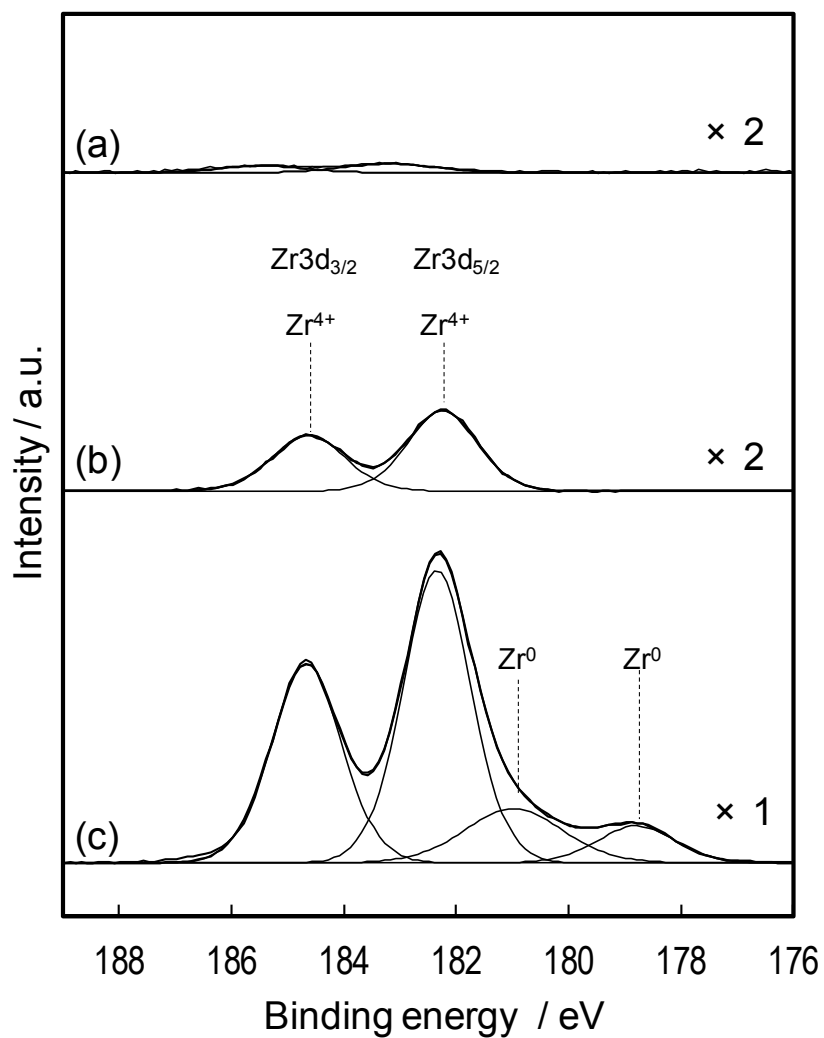 (a)
× 2
Zr3d3/2 Zr3d5/2
Zr4+ Zr4+
(b)
× 2
Zr0 Zr0
× 1
(c)
188 186 184 182 180 178 176
Binding energy / eV
Intensity / a.u.